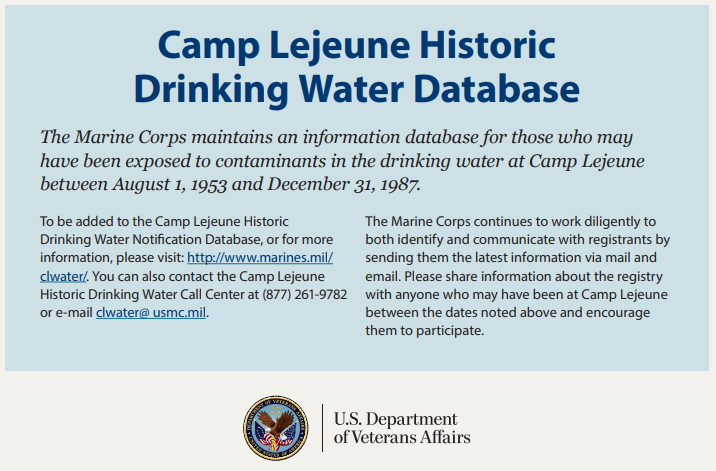 Camp Lejeune Historic
Drinking Water Database
The Marine Corps maintains an information database for those who may
have been exposed to contaminants in the drinking water at Camp Lejeune
between August 1, 1953 and December 31, 1987.
To be added to the Camp Lejeune Historic
Drinking Water Notification Database, or for more
information, please visit: http://www.marines.mil/
clwater/. You can also contact the Camp Lejeune
Historic Drinking Water Call Center at (877) 261-9782
or e-mail clwater@ usmc.mil.
The Marine Corps continues to work diligently to
both identify and communicate with registrants by
sending them the latest information via mail and
email. Please share information about the registry
with anyone who may have been at Camp Lejeune
between the dates noted above and encourage
them to participate.
U.S. Department
of Veterans Affairs